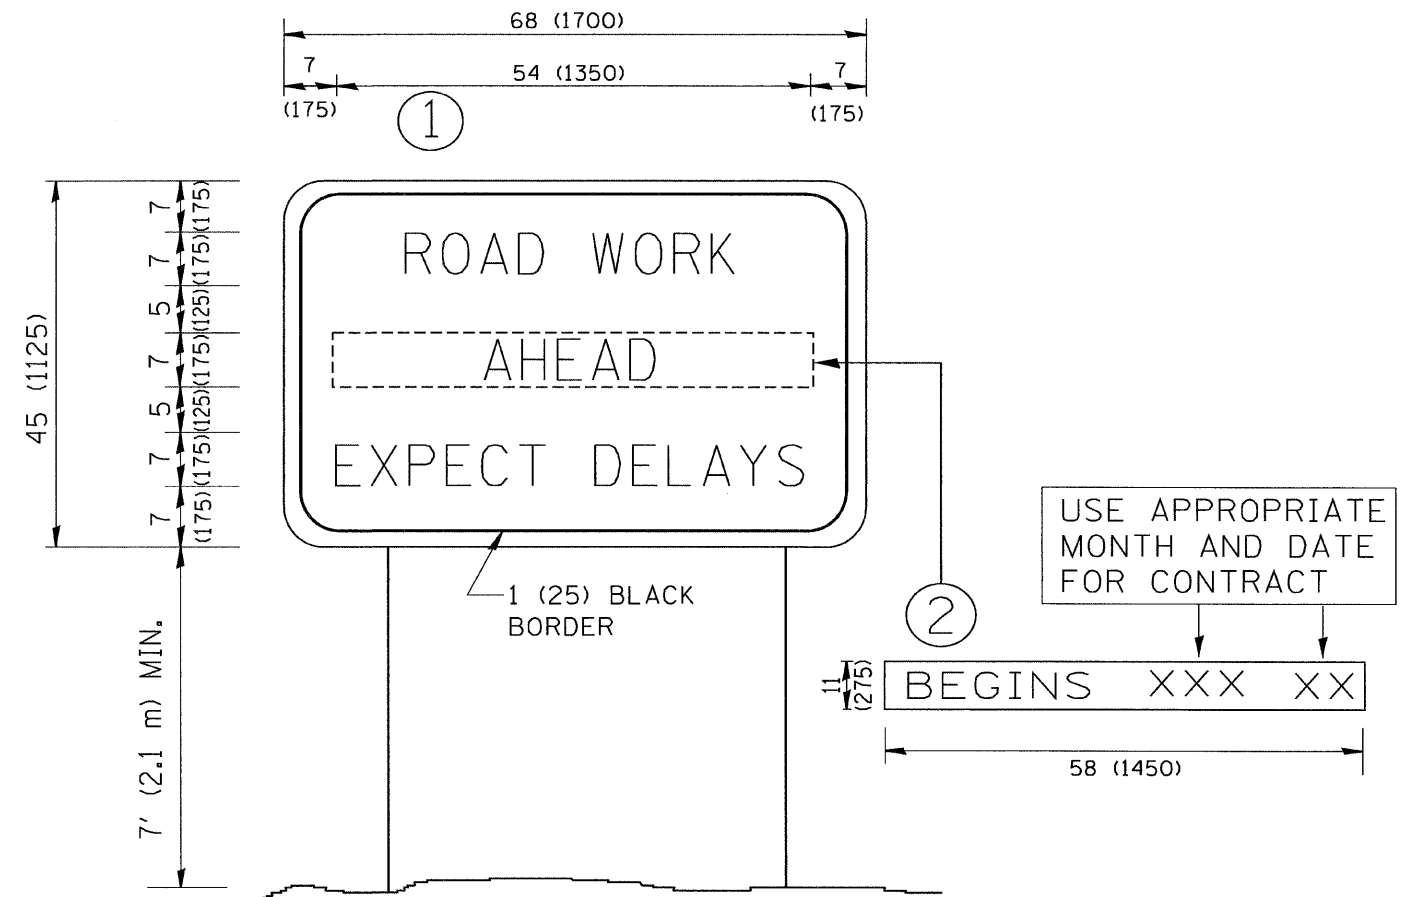 68 (1700)
7
54 (1350)
7
(175)
(175)
1
45 (1125)
7 (175)
7 (175)
5 (125)
7 (175)
5 (125)
7 (175)
7 (175)
ROAD WORK
AHEAD
EXPECT DELAYS
1 (25) BLACK
BORDER
7' (2.1 m) MIN.
2
USE APPROPRIATE
MONTH AND DATE
FOR CONTRACT
11
(275)
BEGINS XXX XX
58 (1450)